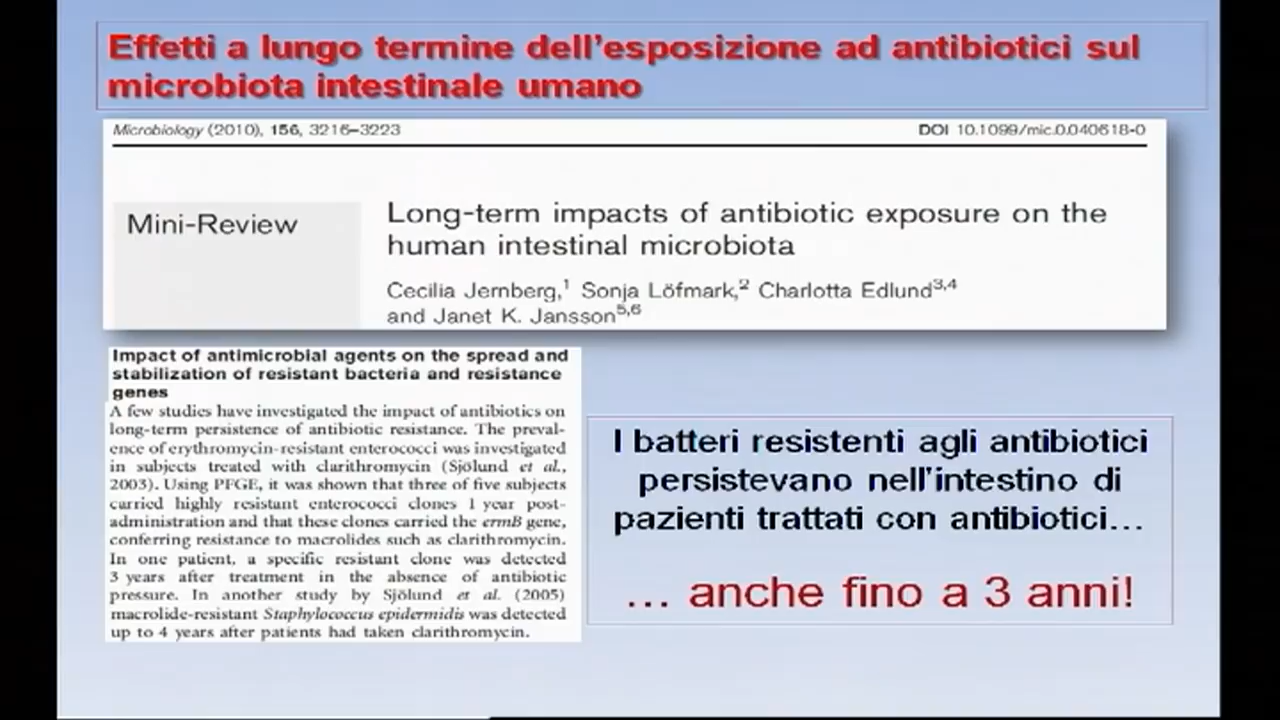 Effetti a lungo termine dell'esposizione ad antibiotici sul
microbiota intestinale umano
Microbiology (2010), 156, 3216–3223
DOI 10.1099/mic.0.040618-0
Mini-Review
Long-term impacts of antibiotic exposure on the
human intestinal microbiota
Cecilia Jernberg,1 Sonja Löfmark,2 Charlotta Edlund3,4
and Janet K. Jansson5,6
Impact of antimicrobial agents on the spread and
stabilization of resistant bacteria and resistance
genes
A few studies have investigated the impact of antibiotics on
long-term persistence of antibiotic resistance. The preval-
ence of erythromycin-resistant enterococci was investigated
in subjects treated with clarithromycin (Sjölund et al.,
2003). Using PFGE, it was shown that three of five subjects
carried highly resistant enterococci clones 1 year post-
administration and that these clones carried the ermB gene,
conferring resistance to macrolides such as clarithromycin.
In one patient, a specific resistant clone was detected
3 years after treatment in the absence of antibiotic
pressure. In another study by Sjölund et al. (2005)
macrolide-resistant Staphylococcus epidermidis was detected
up to 4 years after patients had taken clarithromycin.
I batteri resistenti agli antibiotici
persistevano nell'intestino di
pazienti trattati con antibiotici…
… anche fino a 3 anni!